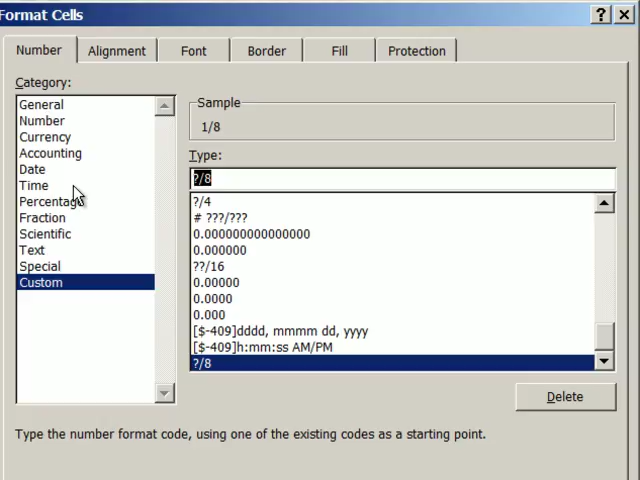 Format Cells
Number Alignment Font Border Fill Protection
Category:
General
Number
Currency
Accounting
Date
Time
Percentage
Fraction
Scientific
Text
Special
Custom
Sample
1/8
Type:
?/8
?/4
# ???/???
0.00000000000000
0.000000
??/16
0.00000
0.0000
0.000
[$-409]dddd, mmmm dd, yyyy
[$-409]h:mm:ss AM/PM
?/8
Delete
Type the number format code, using one of the existing codes as a starting point.